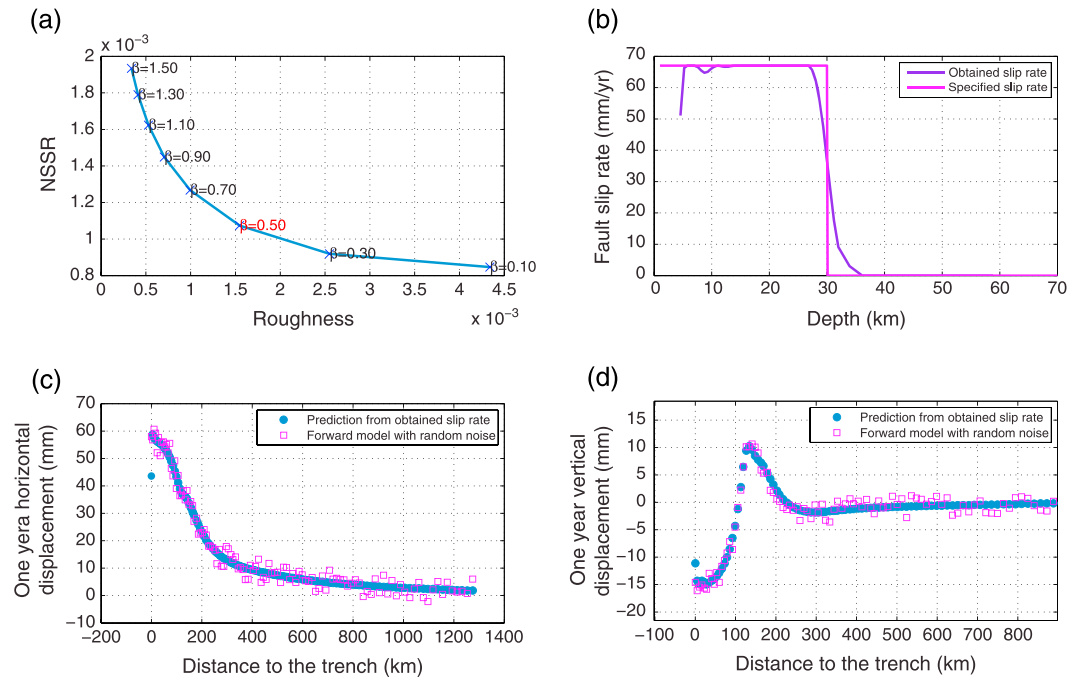 (a)
x 10⁻³
2
1.8
1.6
1.4
1.2
1
0.8
NSSR
β=1.50
β=1.30
β=1.10
β=0.90
β=0.70
β=0.50
β=0.30
β=0.10
0 0.5 1 1.5 2 2.5 3 3.5 4 4.5
Roughness
x 10⁻³
(b)
70
60
50
40
30
20
10
0
Fault slip rate (mm/yr)
Obtained slip rate
Specified slip rate
0 10 20 30 40 50 60 70
Depth (km)
(c)
70
60
50
40
30
20
10
0
−10
One yera horizontal
displacement (mm)
Prediction from obtained slip rate
Forward model with random noise
−200 0 200 400 600 800 1000 1200 1400
Distance to the trench (km)
(d)
15
10
5
0
−5
−10
−15
−20
One year vertical
displacement (mm)
Prediction from obtained slip rate
Forward model with random noise
−100 0 100 200 300 400 500 600 700 800
Distance to the trench (km)